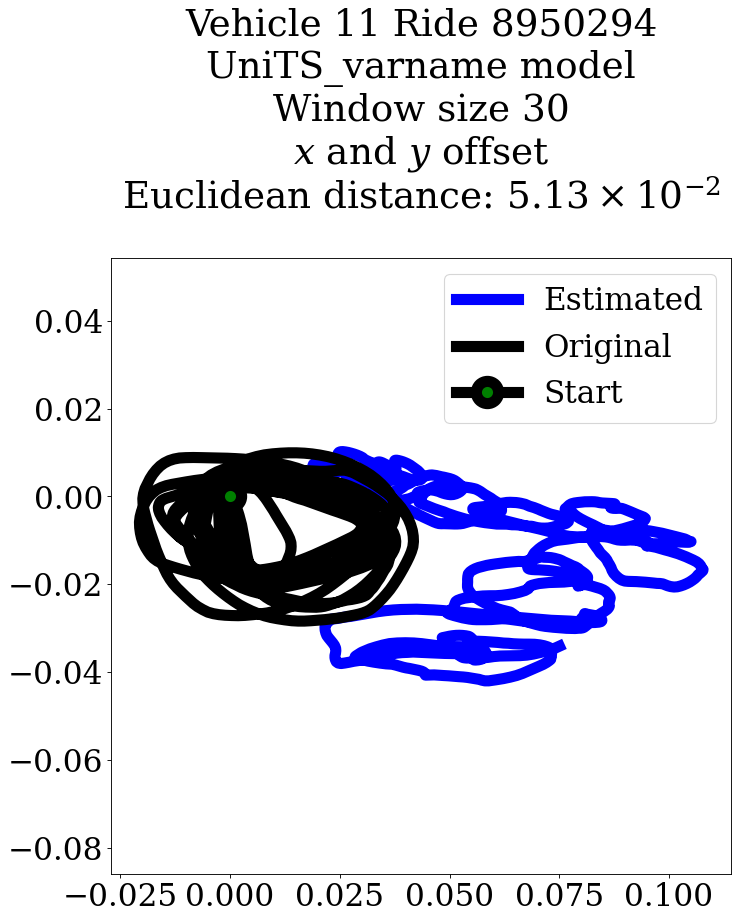 Vehicle 11 Ride 8950294
UniTS_varname model
Window size 30
x and y offset
Euclidean distance: 5.13 × 10⁻²
Estimated
Original
Start
0.04
0.02
0.00
−0.02
−0.04
−0.06
−0.08
−0.025 0.000 0.025 0.050 0.075 0.100